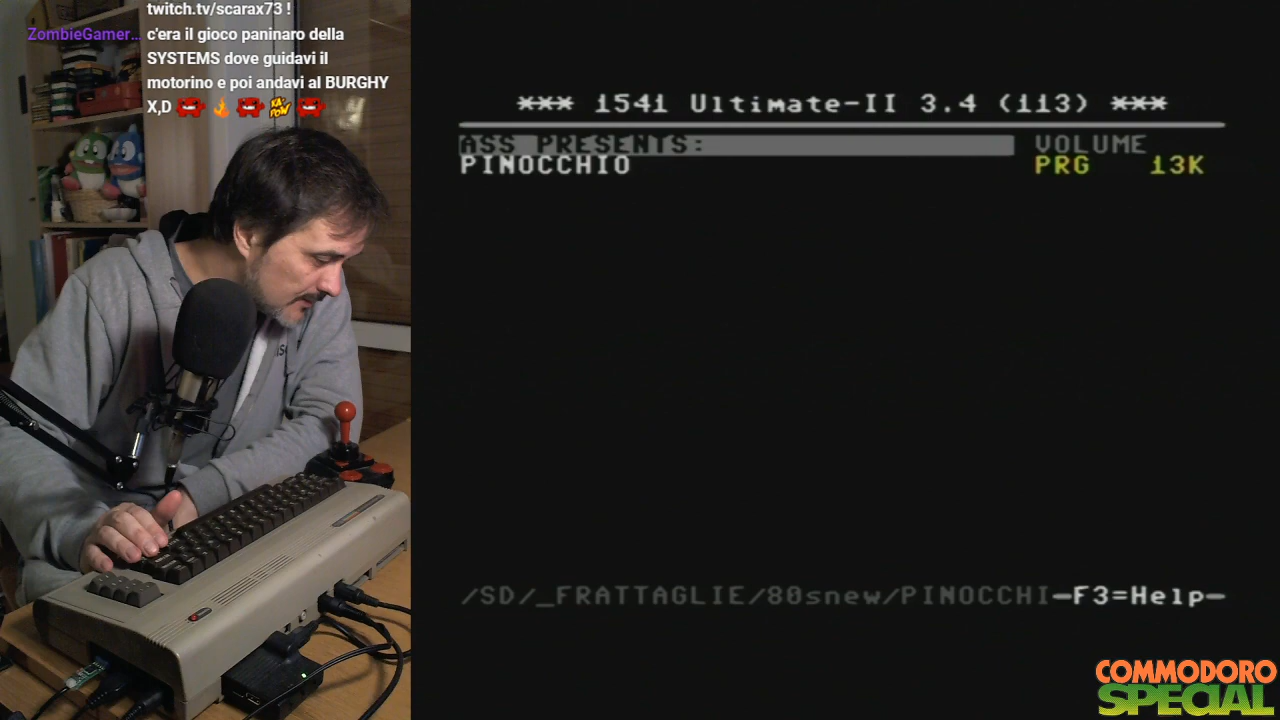 twitch.tv/scarax73 !
ZombieGamer... c'era il gioco paninaro della
SYSTEMS dove guidavi il
motorino e poi andavi al BURGHY
X,D
KA-POW
*** 1541 Ultimate-II 3.4 (113) ***
ASS PRESENTS: VOLUME
PINOCCHIO PRG 13K
/SD/_FRATTAGLIE/80snew/PINOCCHI—F3=Help—
COMMODORO
SPECIAL